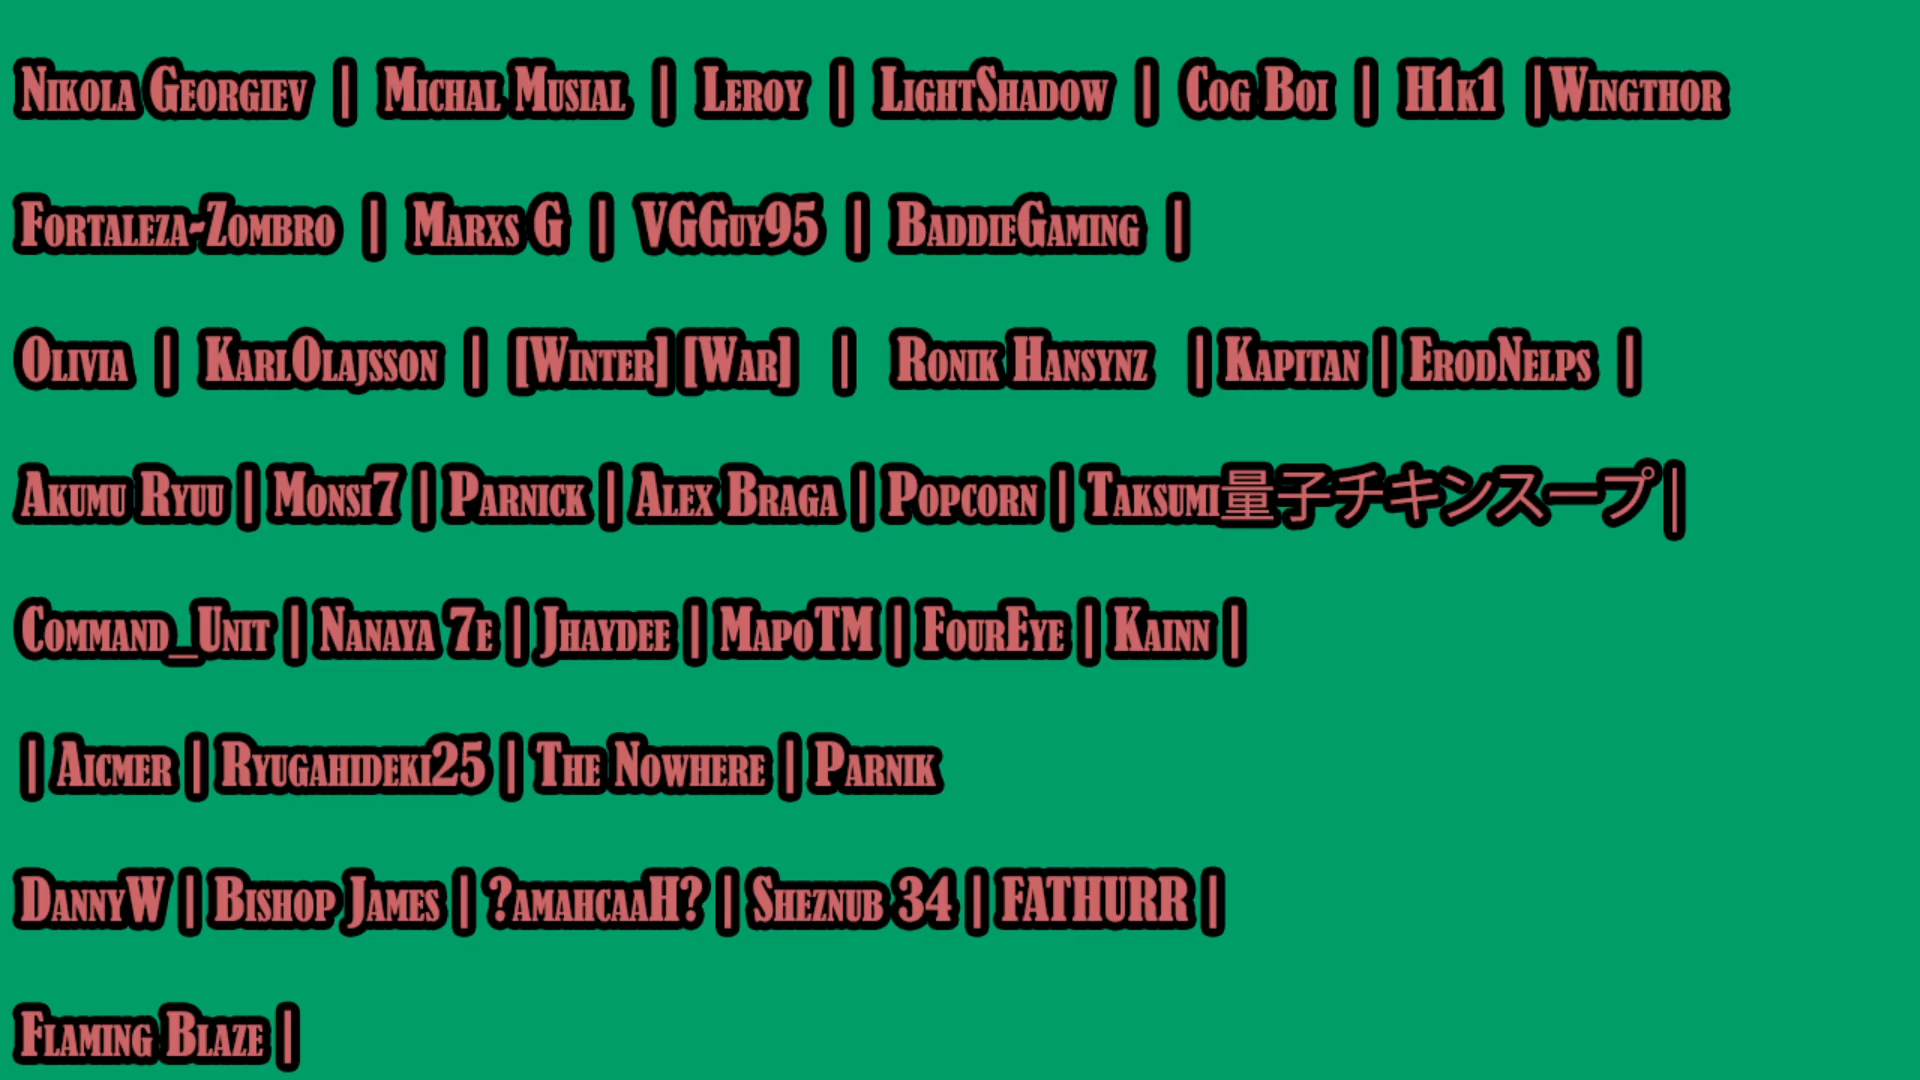 Nikola Georgiev | Michal Musial | Leroy | LightShadow | Cog Boi | H1k1 |Wingthor
Fortaleza-Zombro | Marxs G | VGGuy95 | BaddieGaming |
Olivia | KarlOlajsson | [Winter] [War] | Ronik Hansynz | Kapitan | ErodNelps |
Akumu Ryuu | Monsi7 | Parnick | Alex Braga | Popcorn | Taksumi量子チキンスープ |
Command_Unit | Nanaya 7e | Jhaydee | MapoTM | FourEye | Kainn |
| Aicmer | Ryugahideki25 | The Nowhere | Parnik
DannyW | Bishop James | ?amahcaaH? | Sheznub 34 | FATHURR |
Flaming Blaze |